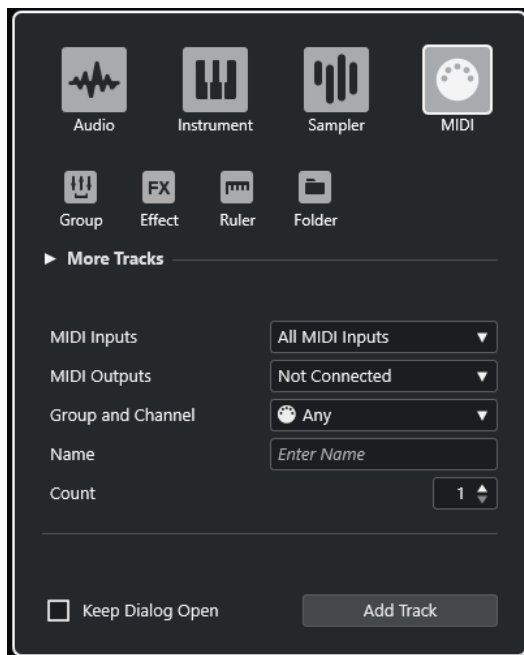 Audio Instrument Sampler MIDI
FX
Group Effect Ruler Folder
More Tracks
MIDI Inputs All MIDI Inputs
MIDI Outputs Not Connected
Group and Channel Any
Name Enter Name
Count 1
Keep Dialog Open Add Track